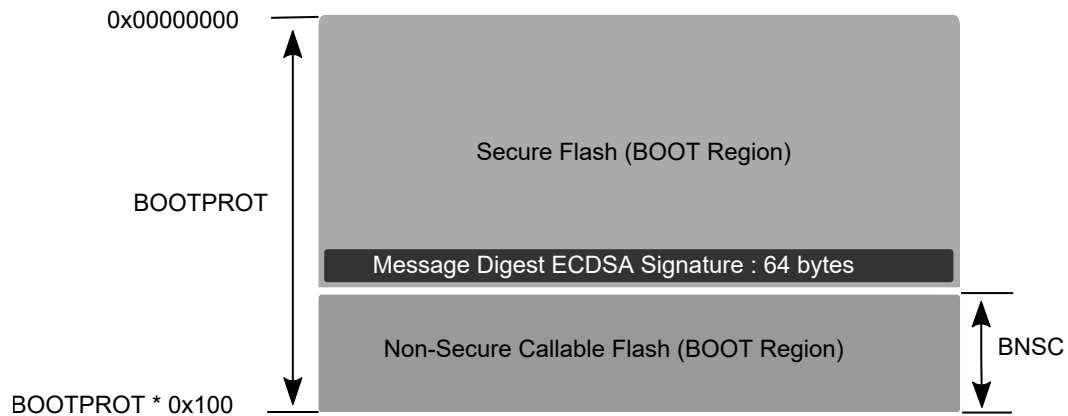 0x00000000
Secure Flash (BOOT Region)
BOOTPROT
Message Digest ECDSA Signature : 64 bytes
Non-Secure Callable Flash (BOOT Region)
BNSC
BOOTPROT * 0x100